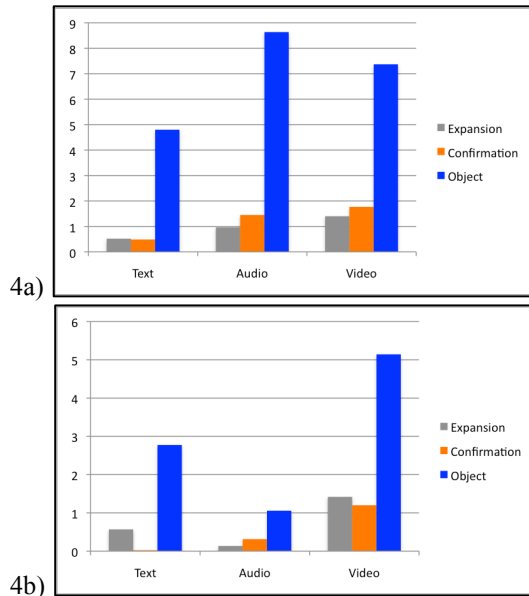 9
8
7
6
5
4
3
2
1
0
Text Audio Video
Expansion
Confirmation
Object
4a)
6
5
4
3
2
1
0
Text Audio Video
Expansion
Confirmation
Object
4b)